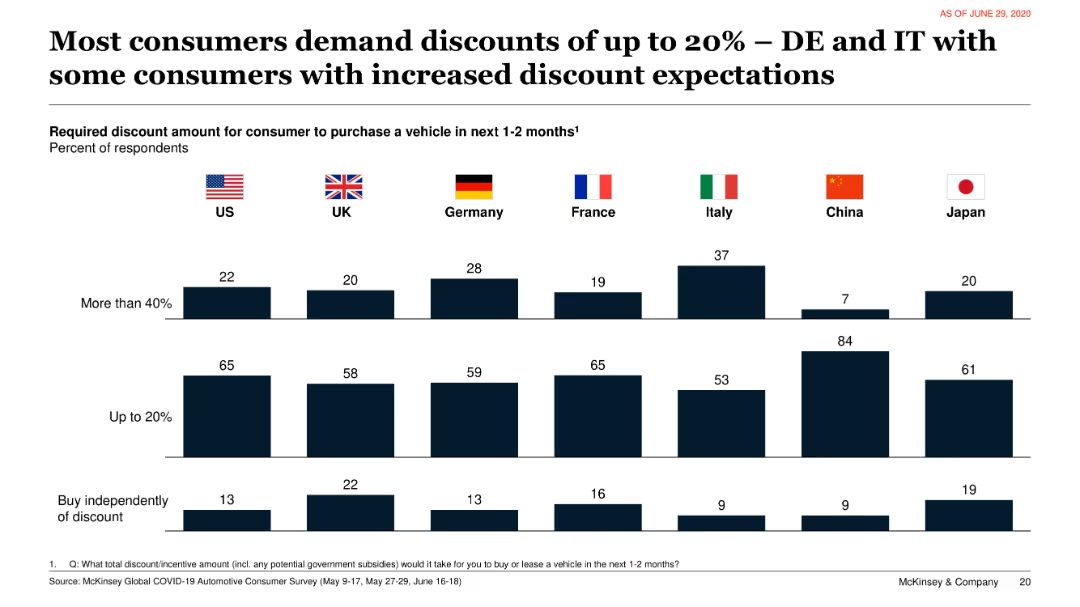 AS OF JUNE 29, 2020
Most consumers demand discounts of up to 20% – DE and IT with
some consumers with increased discount expectations
Required discount amount for consumer to purchase a vehicle in next 1-2 months¹
Percent of respondents
US UK Germany France Italy China Japan
More than 40% 22 20 28 19 37 7 20
Up to 20% 65 58 59 65 53 84 61
Buy independently
of discount 13 22 13 16 9 9 19
1. Q: What total discount/incentive amount (incl. any potential government subsidies) would it take for you to buy or lease a vehicle in the next 1-2 months?
Source: McKinsey Global COVID-19 Automotive Consumer Survey (May 9-17, May 27-29, June 16-18)
McKinsey & Company 20